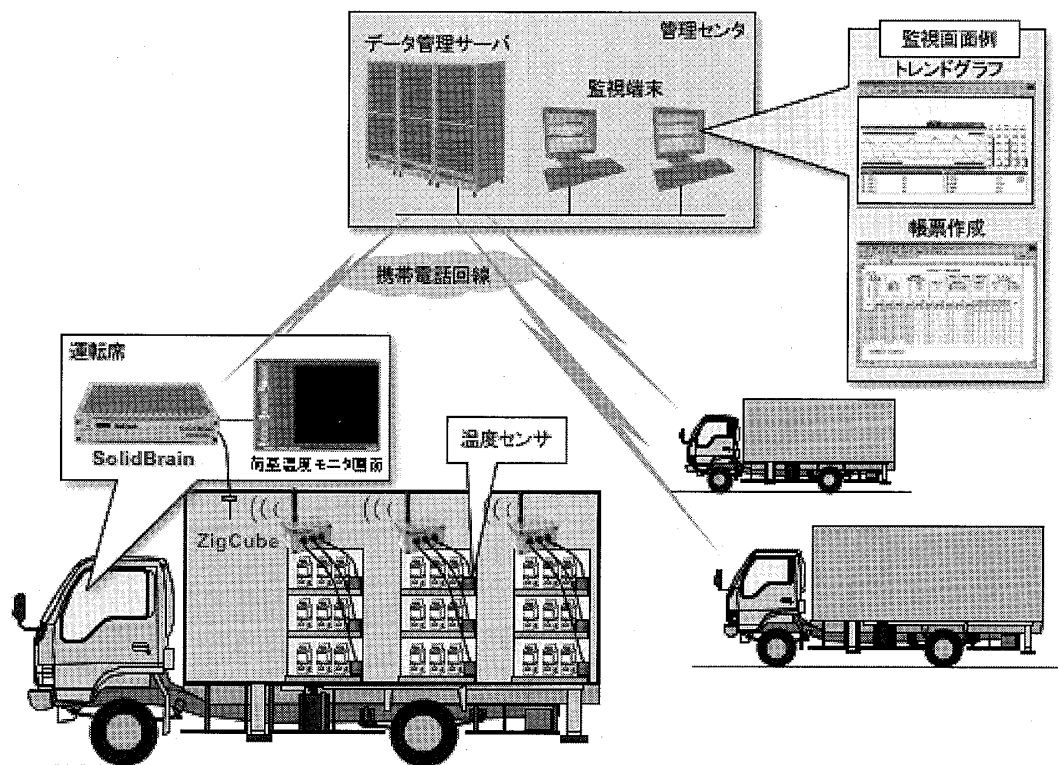 管理センタ
データ管理サーバ
監視端末
監視画面例
トレンドグラフ
帳票作成
携帯電話回線
運転席
SolidBrain
荷室温度モニタ画面
温度センサ
ZigCube